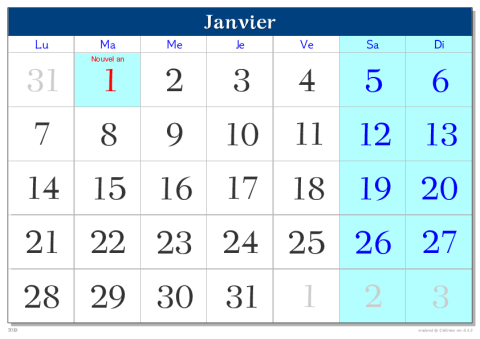 Janvier
Lu Ma Me Je Ve Sa Di
Nouvel an
31 1 2 3 4 5 6
7 8 9 10 11 12 13
14 15 16 17 18 19 20
21 22 23 24 25 26 27
28 29 30 31 1 2 3